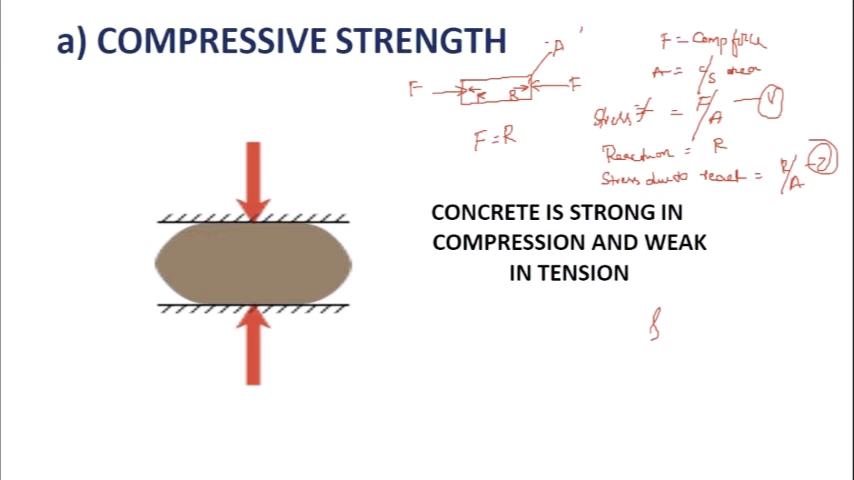 a) COMPRESSIVE STRENGTH
A
F R R F
F = R
F = Comp force
A = C/S area
Stress = F/A — 1
Reaction = R
Stress due to react = R/A — 2
CONCRETE IS STRONG IN
COMPRESSION AND WEAK
IN TENSION